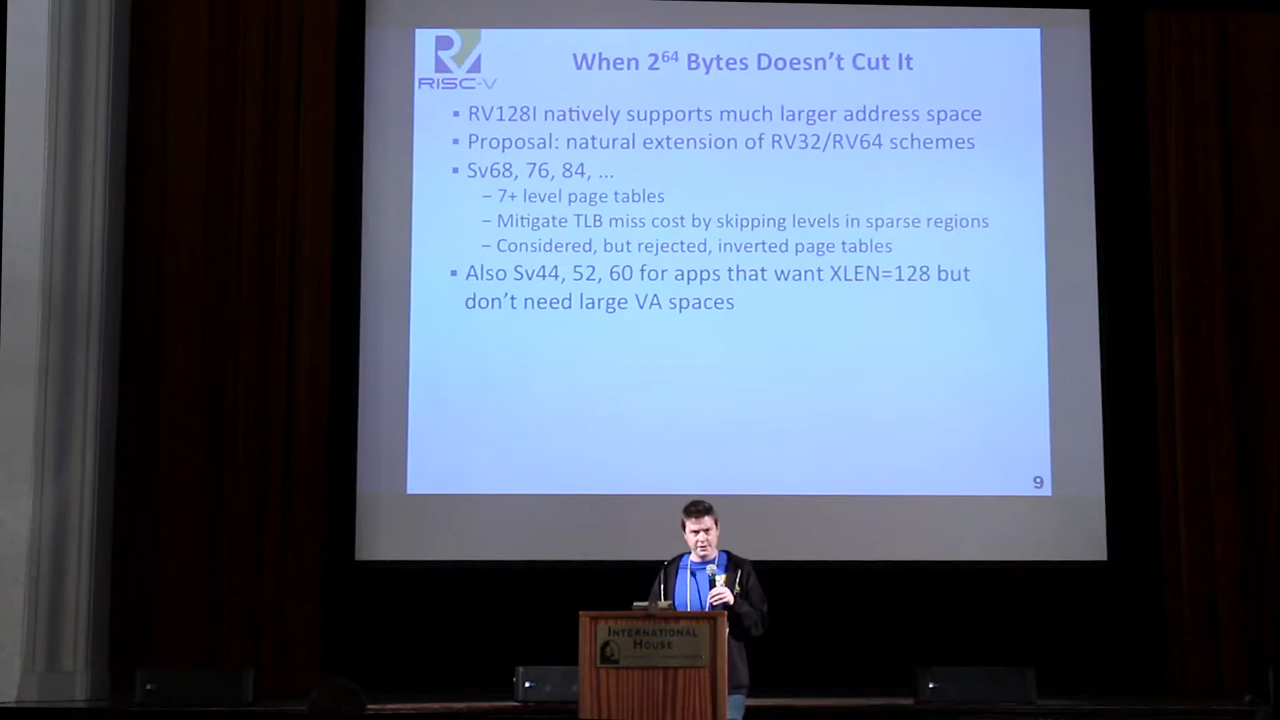 RISC-V
When 2⁶⁴ Bytes Doesn't Cut It
▪ RV128I natively supports much larger address space
▪ Proposal: natural extension of RV32/RV64 schemes
▪ Sv68, 76, 84, ...
– 7+ level page tables
– Mitigate TLB miss cost by skipping levels in sparse regions
– Considered, but rejected, inverted page tables
▪ Also Sv44, 52, 60 for apps that want XLEN=128 but
don't need large VA spaces
9
INTERNATIONAL
HOUSE